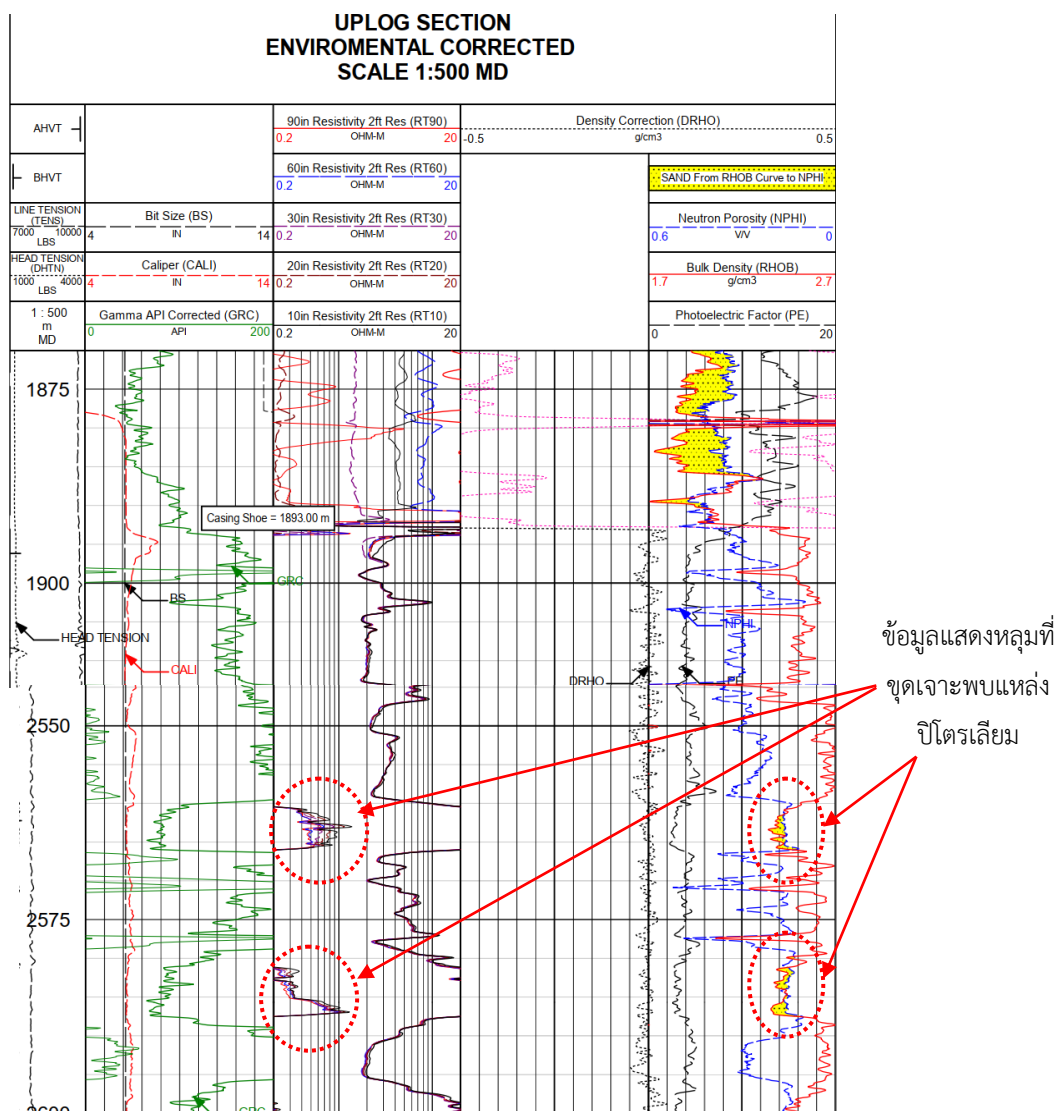 UPLOG SECTION
ENVIROMENTAL CORRECTED
SCALE 1:500 MD
AHVT
90in Resistivity 2ft Res (RT90)
0.2 OHM-M 20
Density Correction (DRHO)
-0.5 g/cm3 0.5
BHVT
60in Resistivity 2ft Res (RT60)
0.2 OHM-M 20
SAND From RHOB Curve to NPHI
LINE TENSION
(TENS)
7000 10000
LBS
Bit Size (BS)
4 IN 14
30in Resistivity 2ft Res (RT30)
0.2 OHM-M 20
Neutron Porosity (NPHI)
0.6 V/V 0
HEAD TENSION
(DHTN)
1000 4000
LBS
Caliper (CALI)
4 IN 14
20in Resistivity 2ft Res (RT20)
0.2 OHM-M 20
Bulk Density (RHOB)
1.7 g/cm3 2.7
1 : 500
m
MD
Gamma API Corrected (GRC)
0 API 200
10in Resistivity 2ft Res (RT10)
0.2 OHM-M 20
Photoelectric Factor (PE)
0 20
1875
Casing Shoe = 1893.00 m
1900
GRC
BS
HEAD TENSION
NPHI
CALI
DRHO
PE
ข้อมูลแสดงหลุมที่
ขุดเจาะพบแหล่ง
ปิโตรเลียม
2550
2575
2600
GRC